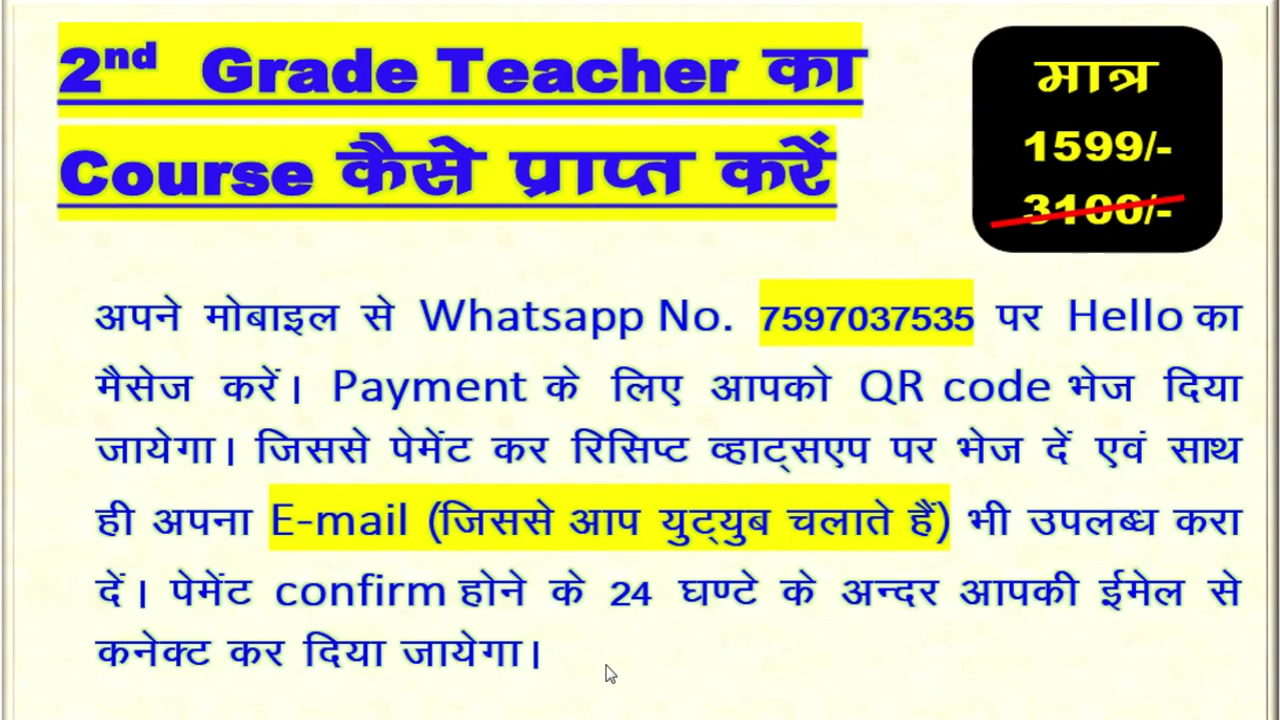 2nd Grade Teacher का
Course कैसे प्राप्त करें
मात्र
1599/-
3100/-
अपने मोबाइल से Whatsapp No. 7597037535 पर Hello का
मैसेज करें। Payment के लिए आपको QR code भेज दिया
जायेगा। जिससे पेमेंट कर रिसिप्ट व्हाट्सएप पर भेज दें एवं साथ
ही अपना E-mail (जिससे आप युट्युब चलाते हैं) भी उपलब्ध करा
दें। पेमेंट confirm होने के 24 घण्टे के अन्दर आपकी ईमेल से
कनेक्ट कर दिया जायेगा।